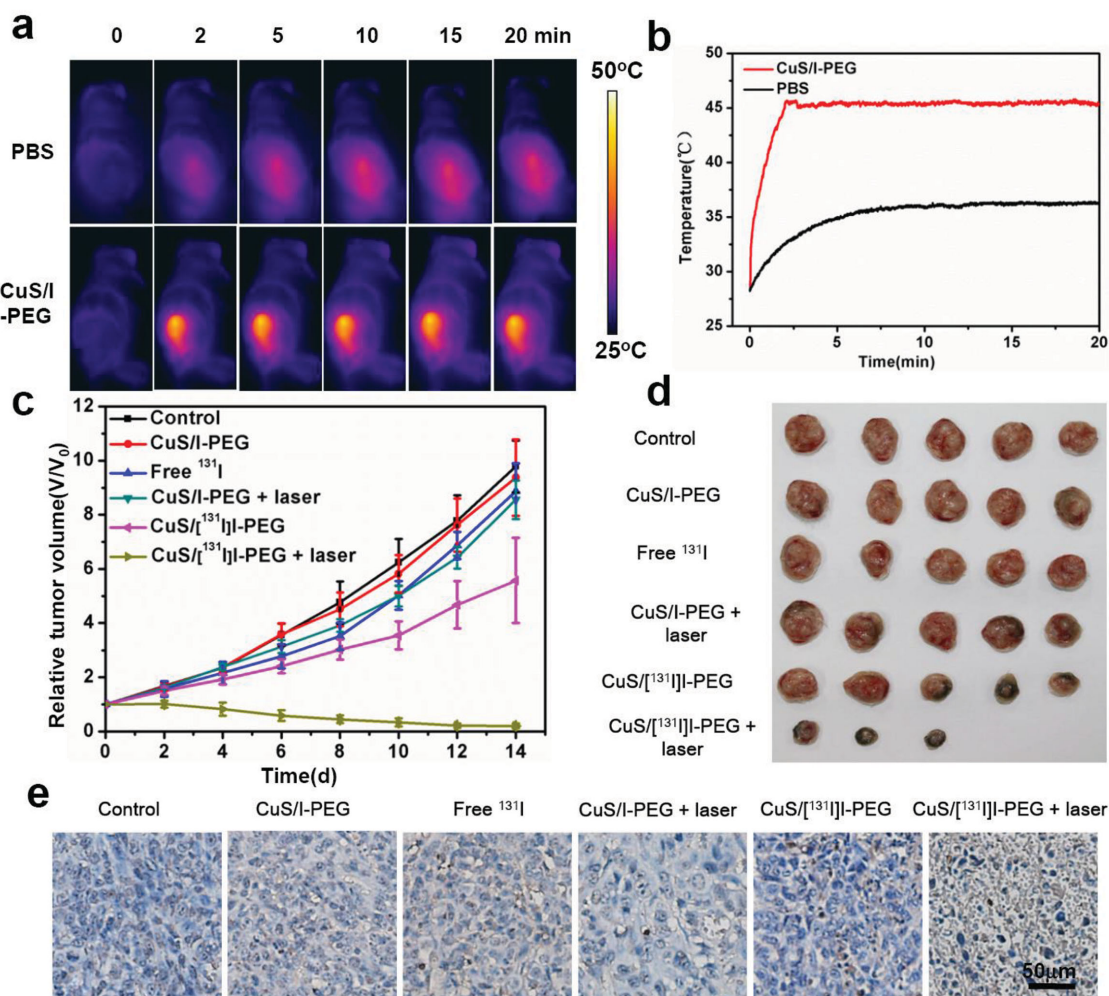 a
0 2 5 10 15 20 min
PBS
CuS/I
-PEG
50°C
25°C
b
CuS/I-PEG
PBS
50
45
40
35
30
25
Temperature(℃)
0 5 10 15 20
Time(min)
c
Control
CuS/I-PEG
Free ¹³¹I
CuS/I-PEG + laser
CuS/[¹³¹I]I-PEG
CuS/[¹³¹I]I-PEG + laser
12
10
8
6
4
2
0
Relative tumor volume(V/V₀)
0 2 4 6 8 10 12 14
Time(d)
d
Control
CuS/I-PEG
Free ¹³¹I
CuS/I-PEG +
laser
CuS/[¹³¹I]I-PEG
CuS/[¹³¹I]I-PEG +
laser
e
Control CuS/I-PEG Free ¹³¹I CuS/I-PEG + laser CuS/[¹³¹I]I-PEG CuS/[¹³¹I]I-PEG + laser
50μm